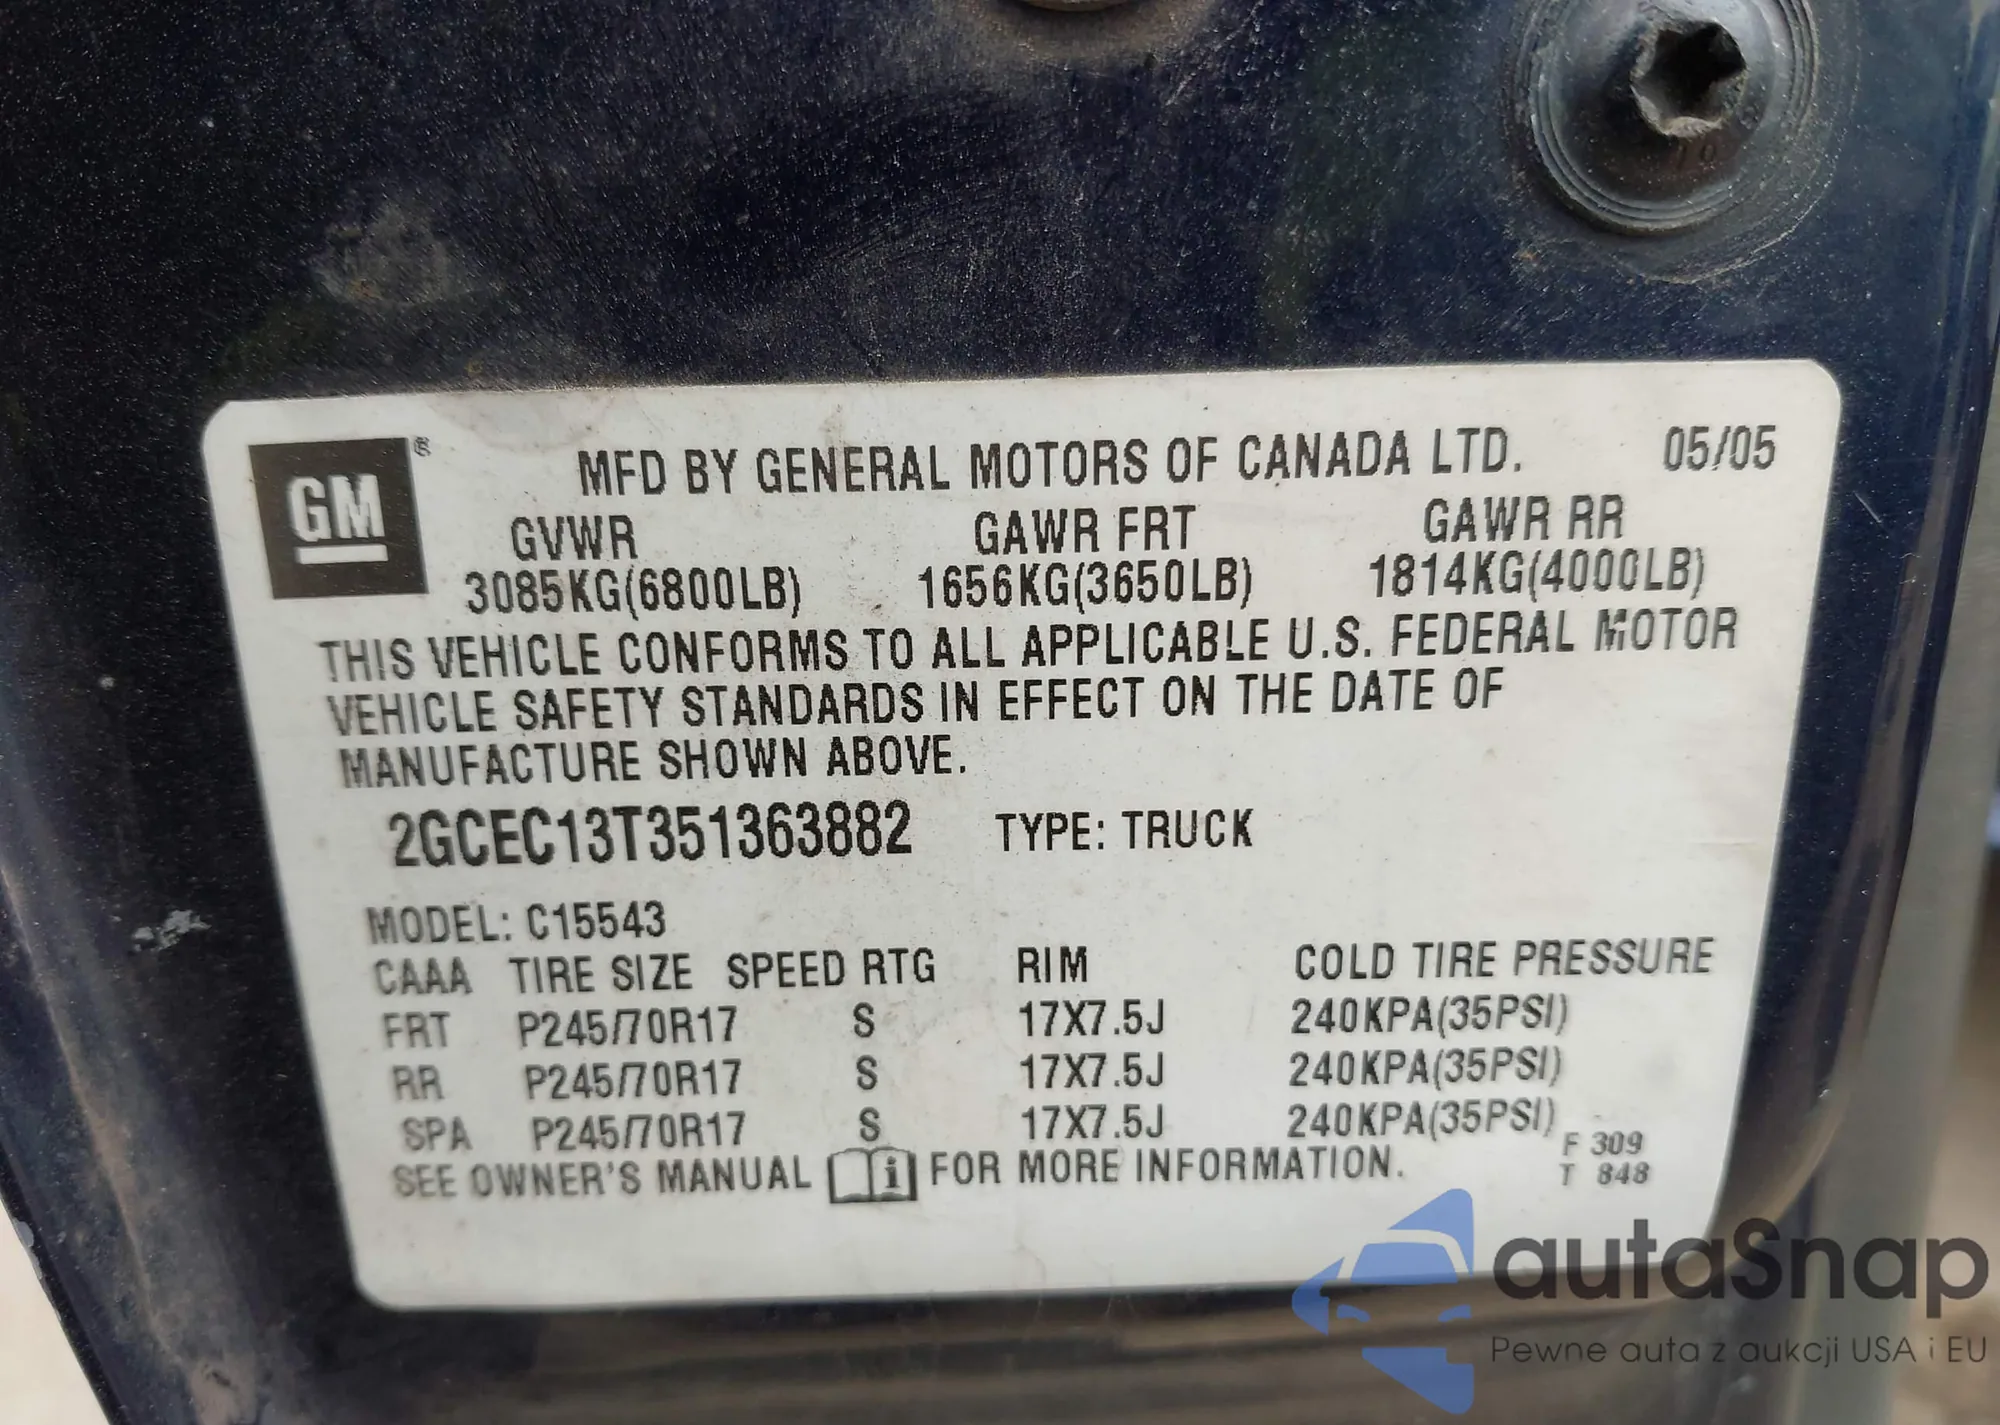 GM ®
MFD BY GENERAL MOTORS OF CANADA LTD. 05/05
GVWR GAWR FRT GAWR RR
3085KG(6800LB) 1656KG(3650LB) 1814KG(4000LB)
THIS VEHICLE CONFORMS TO ALL APPLICABLE U.S. FEDERAL MOTOR
VEHICLE SAFETY STANDARDS IN EFFECT ON THE DATE OF
MANUFACTURE SHOWN ABOVE.
2GCEC13T351363882 TYPE: TRUCK
MODEL: C15543
CAAA TIRE SIZE SPEED RTG RIM COLD TIRE PRESSURE
FRT P245/70R17 S 17X7.5J 240KPA(35PSI)
RR P245/70R17 S 17X7.5J 240KPA(35PSI)
SPA P245/70R17 S 17X7.5J 240KPA(35PSI)
SEE OWNER'S MANUAL i FOR MORE INFORMATION.
F 309
T 848
autaSnap
Pewne auta z aukcji USA i EU